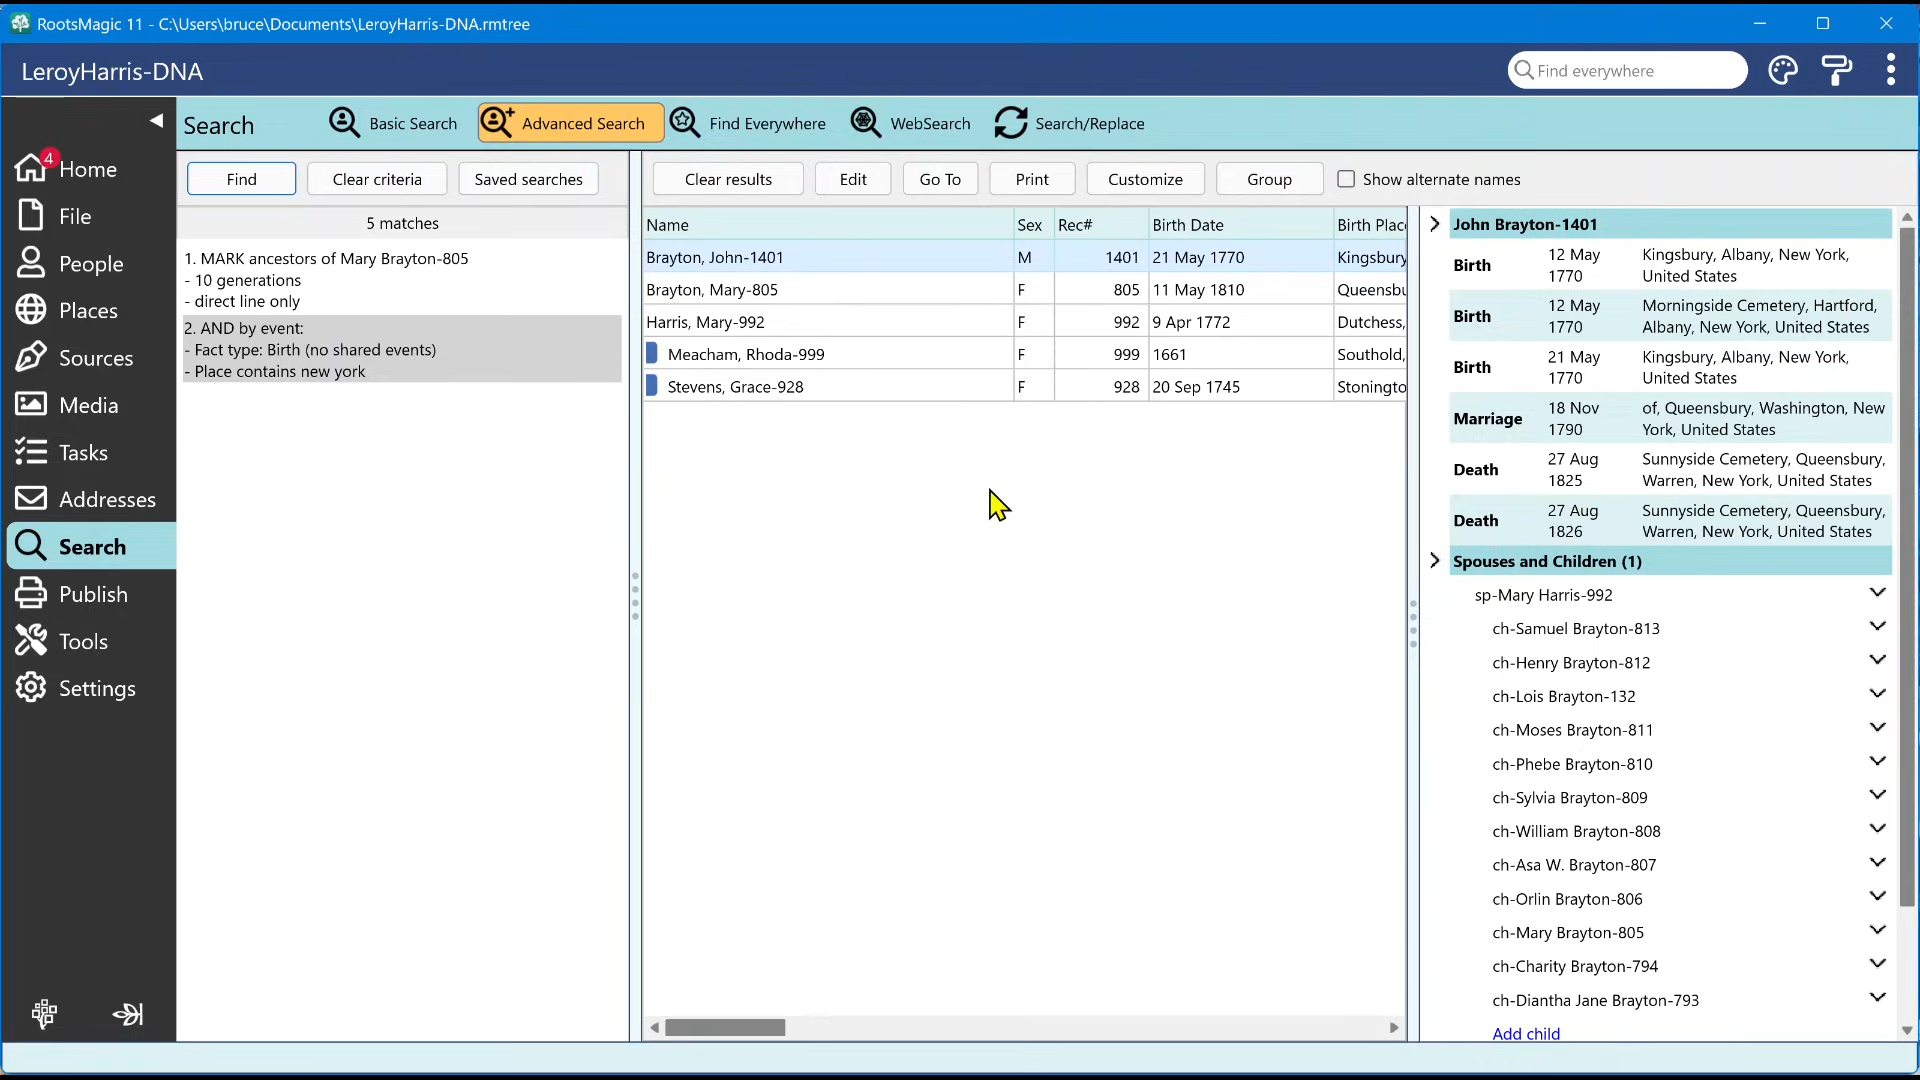 RootsMagic 11 - C:\Users\bruce\Documents\LeroyHarris-DNA.rmtree
LeroyHarris-DNA
Find everywhere
Search
Basic Search
Advanced Search
Find Everywhere
WebSearch
Search/Replace
4
Home
File
People
Places
Sources
Media
Tasks
Addresses
Search
Publish
Tools
Settings
Find
Clear criteria
Saved searches
5 matches
1. MARK ancestors of Mary Brayton-805
- 10 generations
- direct line only
2. AND by event:
- Fact type: Birth (no shared events)
- Place contains new york
Clear results
Edit
Go To
Print
Customize
Group
Show alternate names
Name Sex Rec# Birth Date Birth Plac
Brayton, John-1401 M 1401 21 May 1770 Kingsbury
Brayton, Mary-805 F 805 11 May 1810 Queensbu
Harris, Mary-992 F 992 9 Apr 1772 Dutchess,
Meacham, Rhoda-999 F 999 1661 Southold,
Stevens, Grace-928 F 928 20 Sep 1745 Stonington
John Brayton-1401
Birth 12 May 1770 Kingsbury, Albany, New York,
United States
Birth 12 May 1770 Morningside Cemetery, Hartford,
Albany, New York, United States
Birth 21 May 1770 Kingsbury, Albany, New York,
United States
Marriage 18 Nov 1790 of, Queensbury, Washington, New
York, United States
Death 27 Aug 1825 Sunnyside Cemetery, Queensbury,
Warren, New York, United States
Death 27 Aug 1826 Sunnyside Cemetery, Queensbury,
Warren, New York, United States
Spouses and Children (1)
sp-Mary Harris-992
ch-Samuel Brayton-813
ch-Henry Brayton-812
ch-Lois Brayton-132
ch-Moses Brayton-811
ch-Phebe Brayton-810
ch-Sylvia Brayton-809
ch-William Brayton-808
ch-Asa W. Brayton-807
ch-Orlin Brayton-806
ch-Mary Brayton-805
ch-Charity Brayton-794
ch-Diantha Jane Brayton-793
Add child